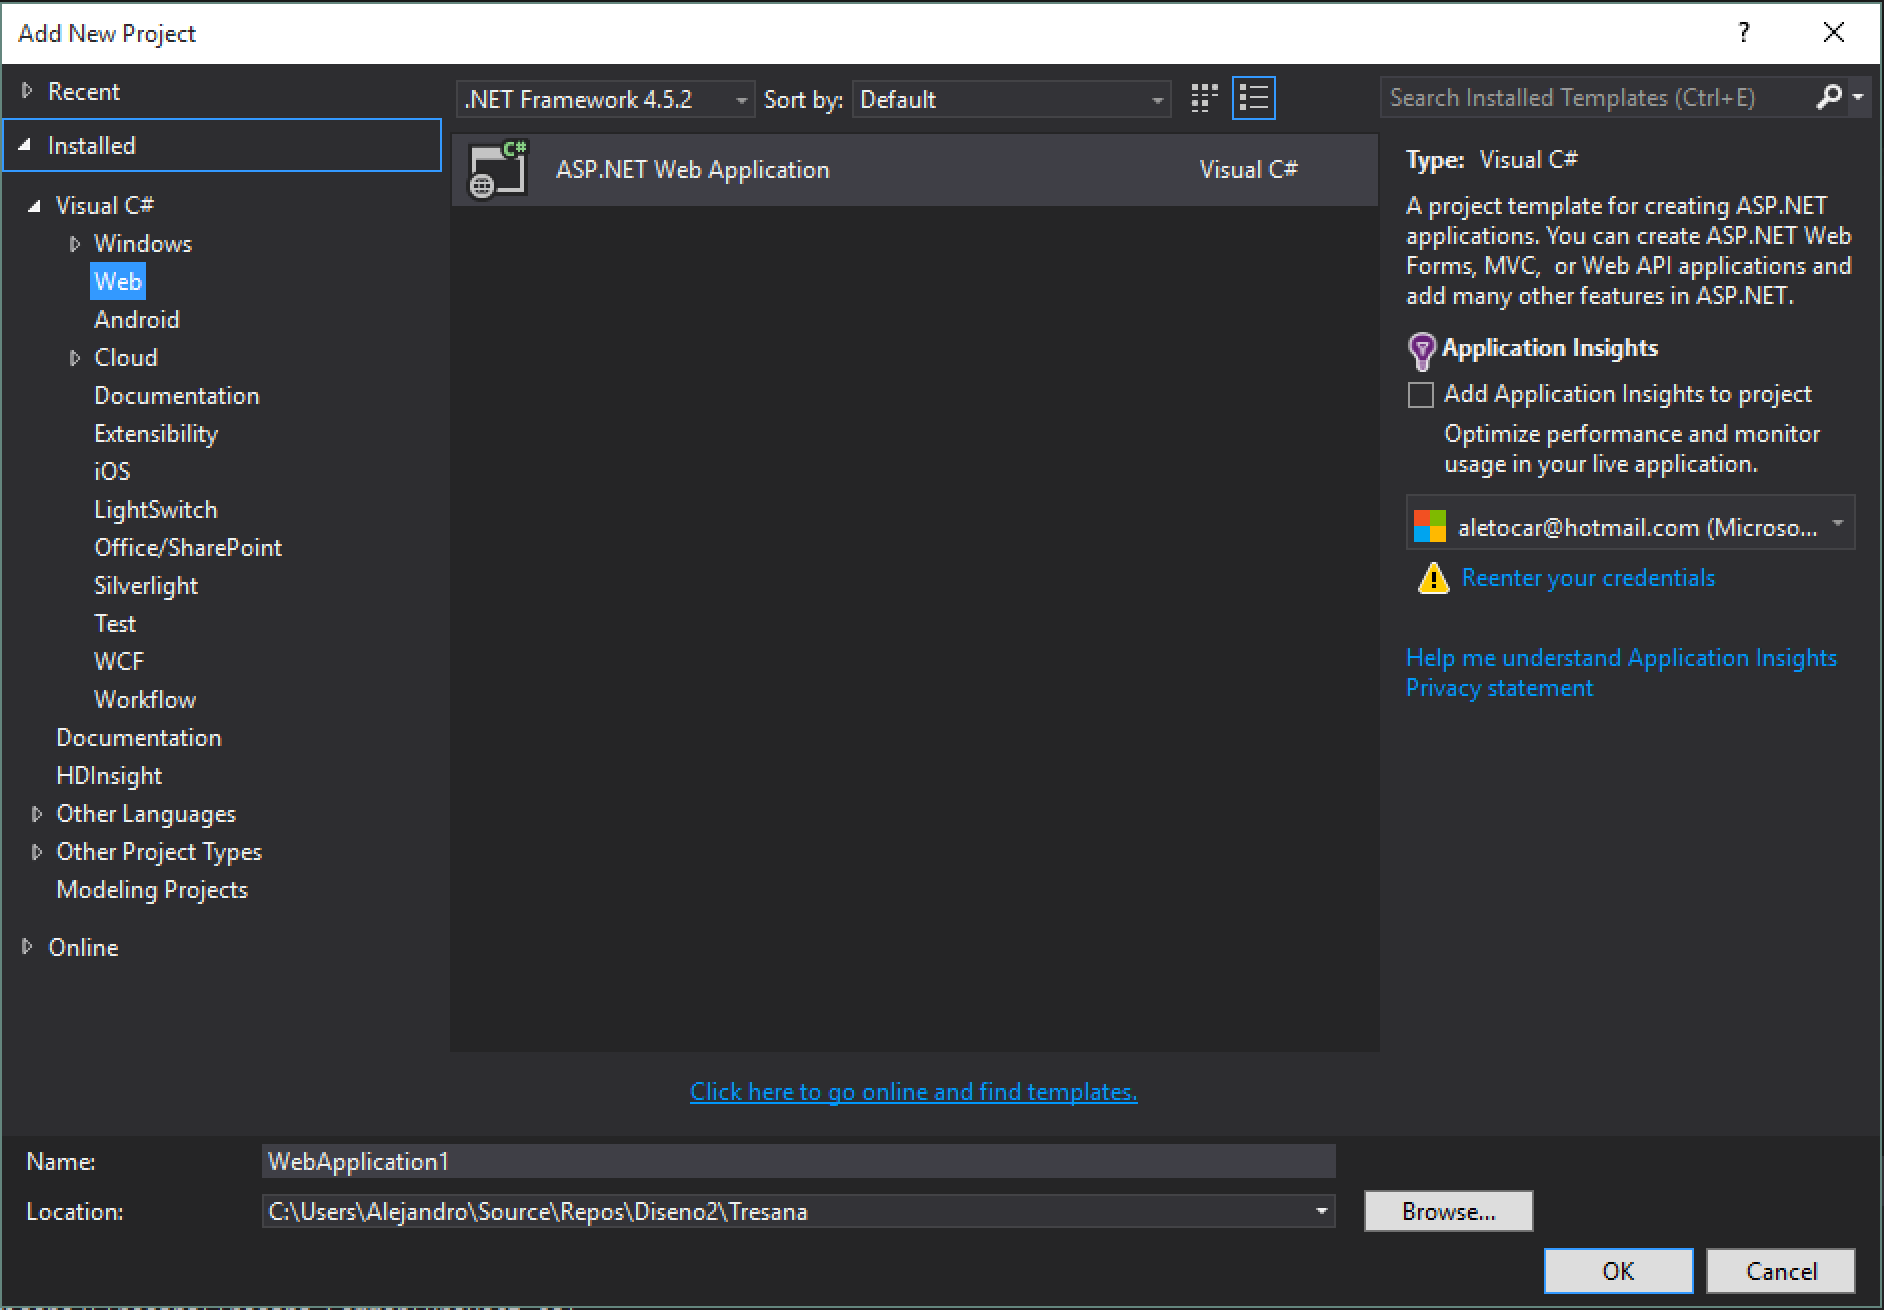 Add New Project
?
Recent
.NET Framework 4.5.2
Sort by:
Default
Search Installed Templates (Ctrl+E)
Installed
Visual C#
Windows
Web
Android
Cloud
Documentation
Extensibility
iOS
LightSwitch
Office/SharePoint
Silverlight
Test
WCF
Workflow
Documentation
HDInsight
Other Languages
Other Project Types
Modeling Projects
Online
C#
ASP.NET Web Application
Visual C#
Type: Visual C#
A project template for creating ASP.NET
applications. You can create ASP.NET Web
Forms, MVC, or Web API applications and
add many other features in ASP.NET.
Application Insights
Add Application Insights to project
Optimize performance and monitor
usage in your live application.
aletocar@hotmail.com (Microso...
Reenter your credentials
Help me understand Application Insights
Privacy statement
Click here to go online and find templates.
Name:
WebApplication1
Location:
C:\Users\Alejandro\Source\Repos\Diseno2\Tresana
Browse...
OK
Cancel